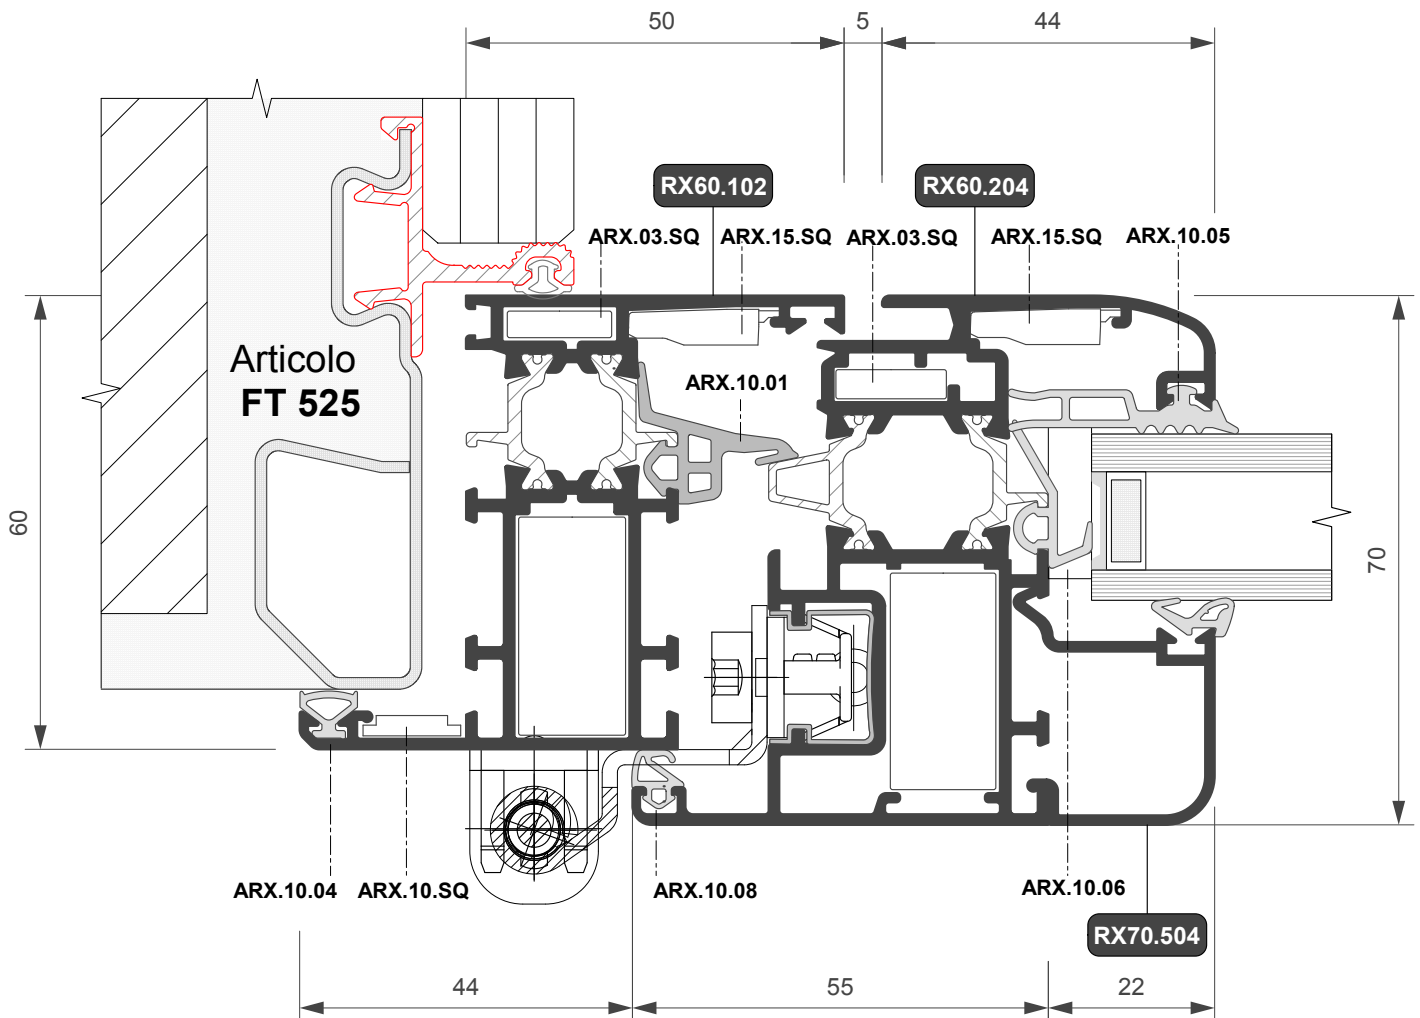 50
5
44
RX60.102
RX60.204
ARX.03.SQ
ARX.15.SQ
ARX.03.SQ
ARX.15.SQ
ARX.10.05
Articolo
FT 525
ARX.10.01
60
70
ARX.10.04
ARX.10.SQ
ARX.10.08
ARX.10.06
RX70.504
44
55
22